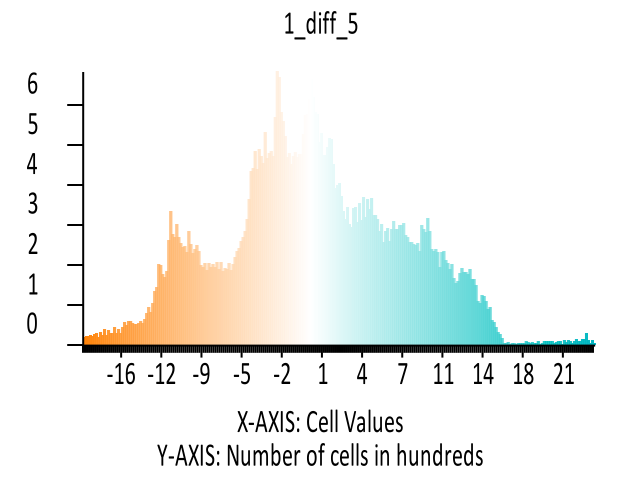 1_diff_5
6
5
4
3
2
1
0
-16 -12 -9 -5 -2 1 4 7 11 14 18 21
X-AXIS: Cell Values
Y-AXIS: Number of cells in hundreds